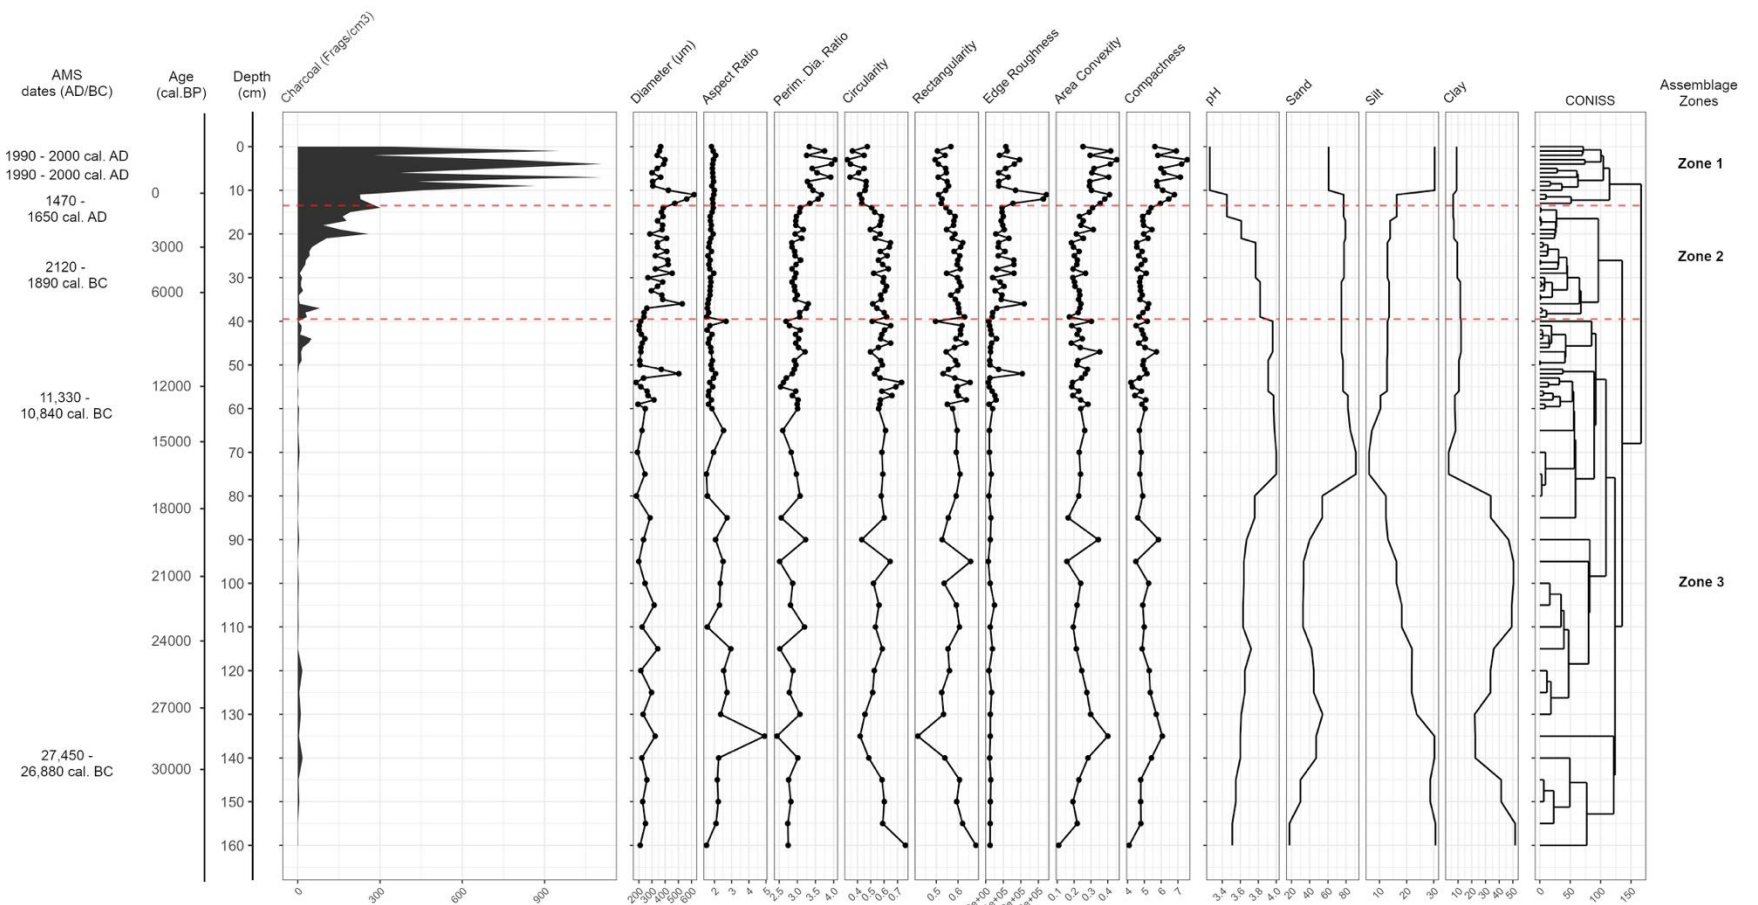 AMS
dates (AD/BC)
Age
(cal.BP)
Depth
(cm)
Charcoal (Frags/cm3)
Diameter (µm)
Aspect Ratio
Perim. Dia. Ratio
Circularity
Rectangularity
Edge Roughness
Area Convexity
Compactness
pH
Sand
Silt
Clay
CONISS
Assemblage
Zones
1990 - 2000 cal. AD
1990 - 2000 cal. AD
1470 -
1650 cal. AD
2120 -
1890 cal. BC
11,330 -
10,840 cal. BC
27,450 -
26,880 cal. BC
0
3000
6000
12000
15000
18000
21000
24000
27000
30000
0
10
20
30
40
50
60
70
80
90
100
110
120
130
140
150
160
Zone 1
Zone 2
Zone 3
0 300 600 900
200 300 400 500 600
2 3 4 5
2.5 3.0 3.5 4.0
0.4 0.5 0.6 0.7
0.5 0.6
0.1 0.2 0.3 0.4
4 5 6 7
3.4 3.6 3.8 4.0
20 40 60 80
10 20 30
10 20 30 40 50
0 50 100 150